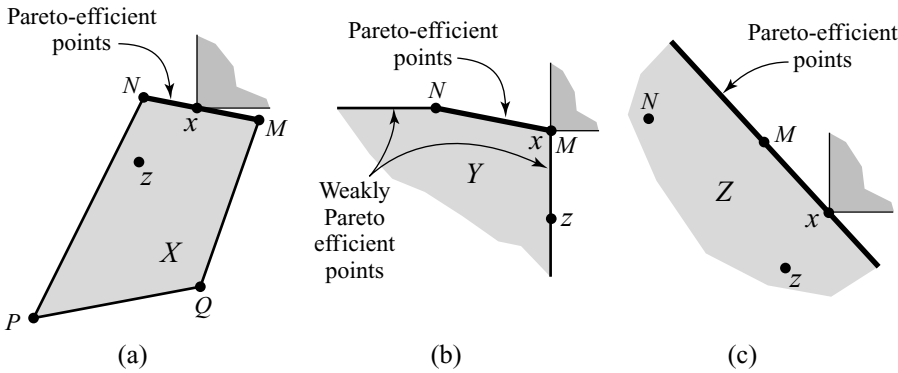 Pareto-efficient
points
N
x
M
z
X
P
Q
(a)
Pareto-efficient
points
N
x
M
Y
Weakly
Pareto
efficient
points
z
(b)
Pareto-efficient
points
N
M
Z
x
z
(c)